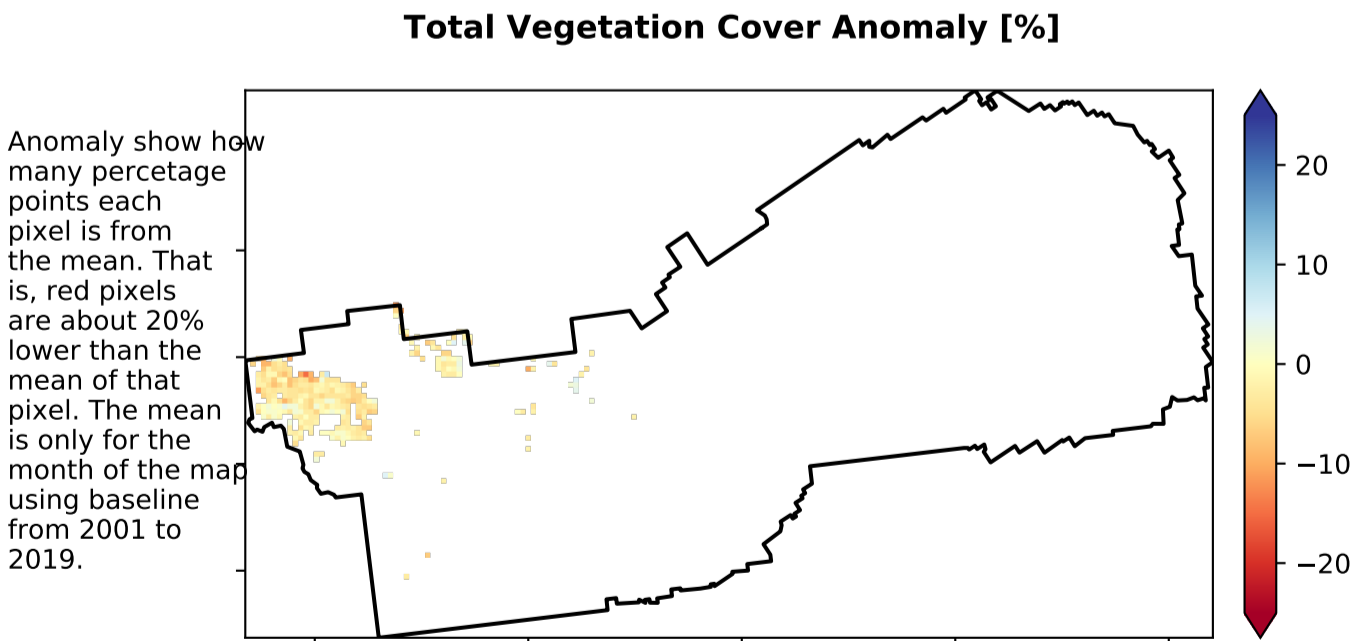 Total Vegetation Cover Anomaly [%]
Anomaly show how
many percetage
points each
pixel is from
the mean. That
is, red pixels
are about 20%
lower than the
mean of that
pixel. The mean
is only for the
month of the map
using baseline
from 2001 to
2019.
20
10
0
−10
−20